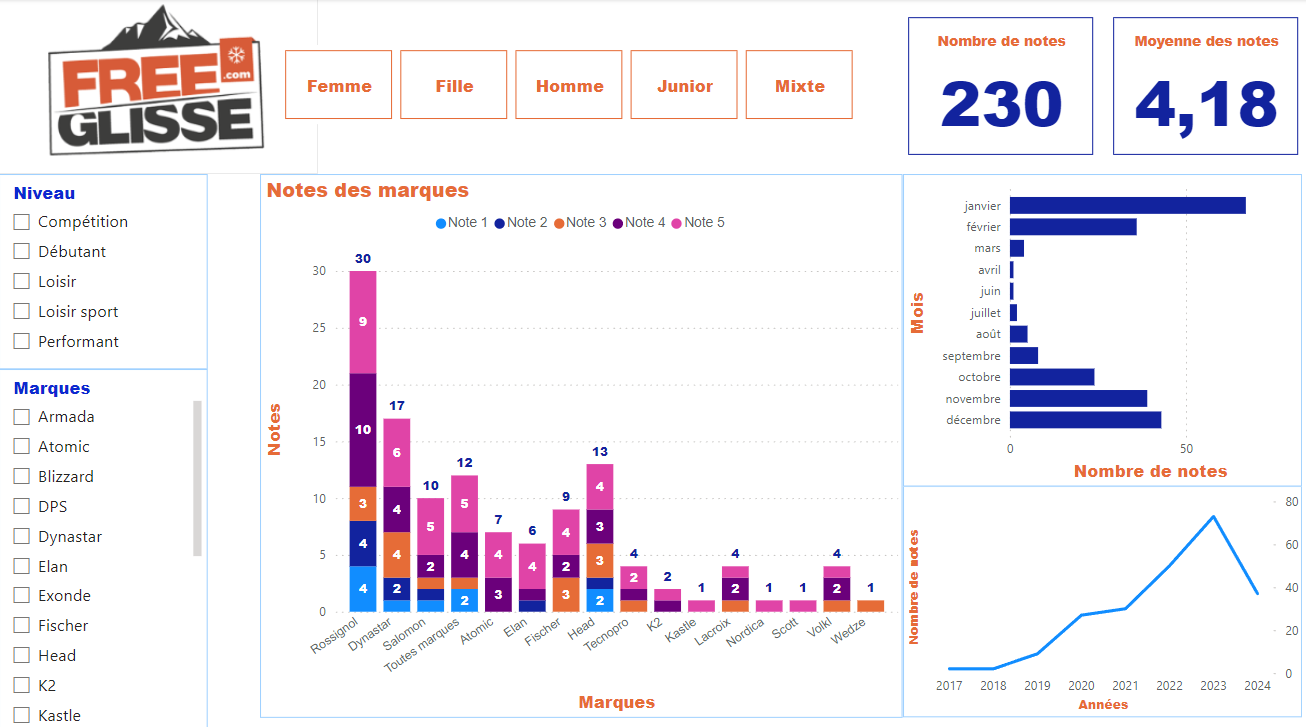 FREE
.com
GLISSE
Femme
Fille
Homme
Junior
Mixte
Nombre de notes
230
Moyenne des notes
4,18
Niveau
Compétition
Débutant
Loisir
Loisir sport
Performant
Marques
Armada
Atomic
Blizzard
DPS
Dynastar
Elan
Exonde
Fischer
Head
K2
Kastle
Notes des marques
Note 1 Note 2 Note 3 Note 4 Note 5
Notes
30
25
20
15
10
5
0
30
9
10
3
4
4
17
6
4
4
2
10
5
2
12
5
4
2
7
4
3
6
4
9
4
2
3
13
4
3
3
2
4
2
2
1
4
2
1
1
4
2
1
Rossignol
Dynastar
Salomon
Toutes marques
Atomic
Elan
Fischer
Head
Tecnopro
K2
Kastle
Lacroix
Nordica
Scott
Volkl
Wedze
Marques
Mois
janvier
février
mars
avril
juin
juillet
août
septembre
octobre
novembre
décembre
0 50
Nombre de notes
Nombre de notes
80
60
40
20
0
2017 2018 2019 2020 2021 2022 2023 2024
Années